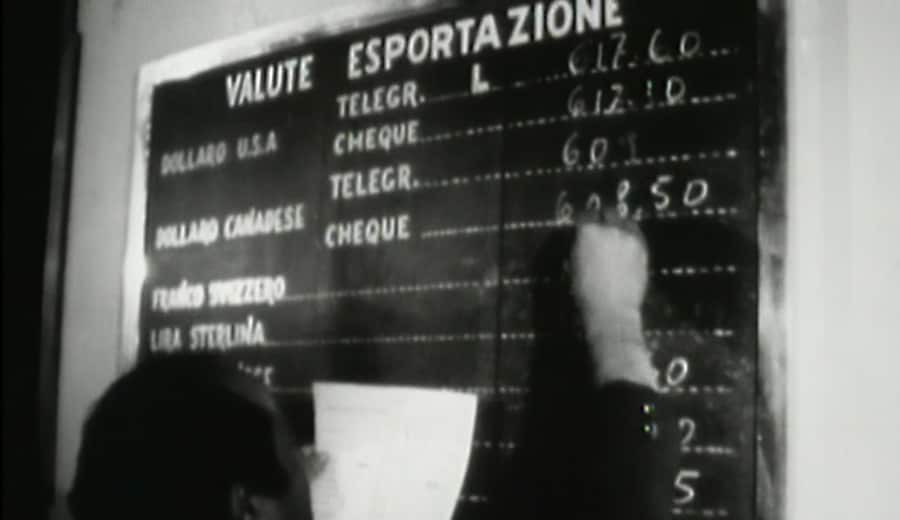 VALUTE ESPORTAZIONE
DOLLARO U.S.A
TELEGR. L 617.60
CHEQUE 612.10
DOLLARO CANADESE
TELEGR. 60
CHEQUE 608.50
FRANCO SVIZZERO
LIRA STERLINA
0
2
5